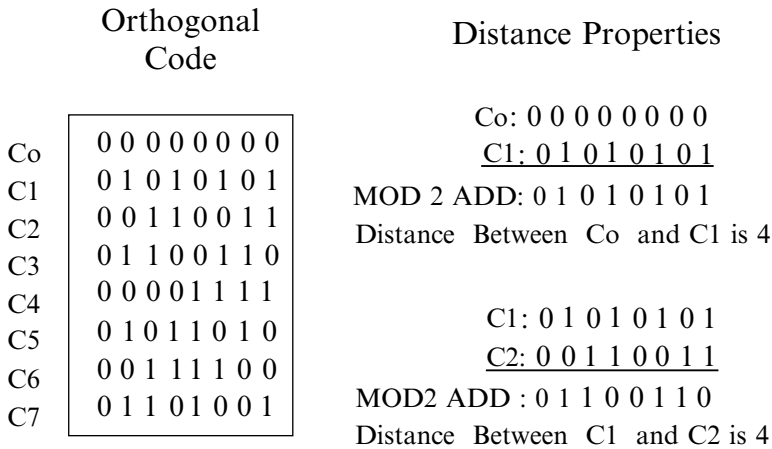 Orthogonal
Code
Co 0 0 0 0 0 0 0 0
C1 0 1 0 1 0 1 0 1
C2 0 0 1 1 0 0 1 1
C3 0 1 1 0 0 1 1 0
C4 0 0 0 0 1 1 1 1
C5 0 1 0 1 1 0 1 0
C6 0 0 1 1 1 1 0 0
C7 0 1 1 0 1 0 0 1
Distance Properties
Co: 0 0 0 0 0 0 0 0
C1: 0 1 0 1 0 1 0 1
MOD 2 ADD: 0 1 0 1 0 1 0 1
Distance Between Co and C1 is 4
C1: 0 1 0 1 0 1 0 1
C2: 0 0 1 1 0 0 1 1
MOD2 ADD : 0 1 1 0 0 1 1 0
Distance Between C1 and C2 is 4